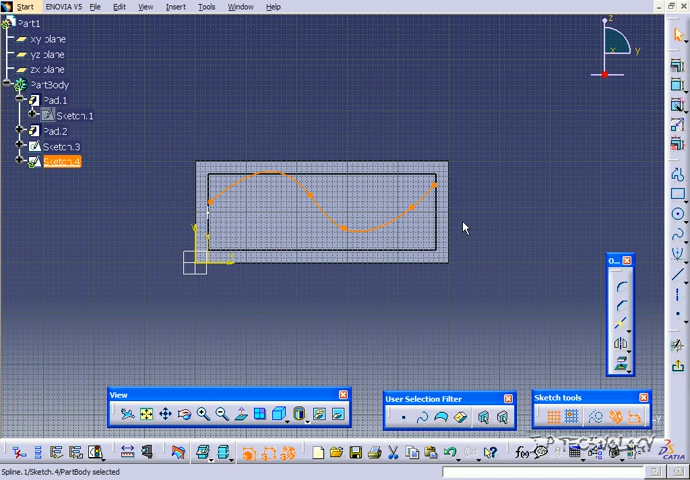 Start ENOVIA V5 File Edit View Insert Tools Window Help
Part1
xy plane
yz plane
zx plane
PartBody
Pad.1
Sketch.1
Pad.2
Sketch.3
Sketch.4
z
x y
O...
View
User Selection Filter
Sketch tools
T.P TECHNOLOGY
CATIA
Spline.1/Sketch.4/PartBody selected